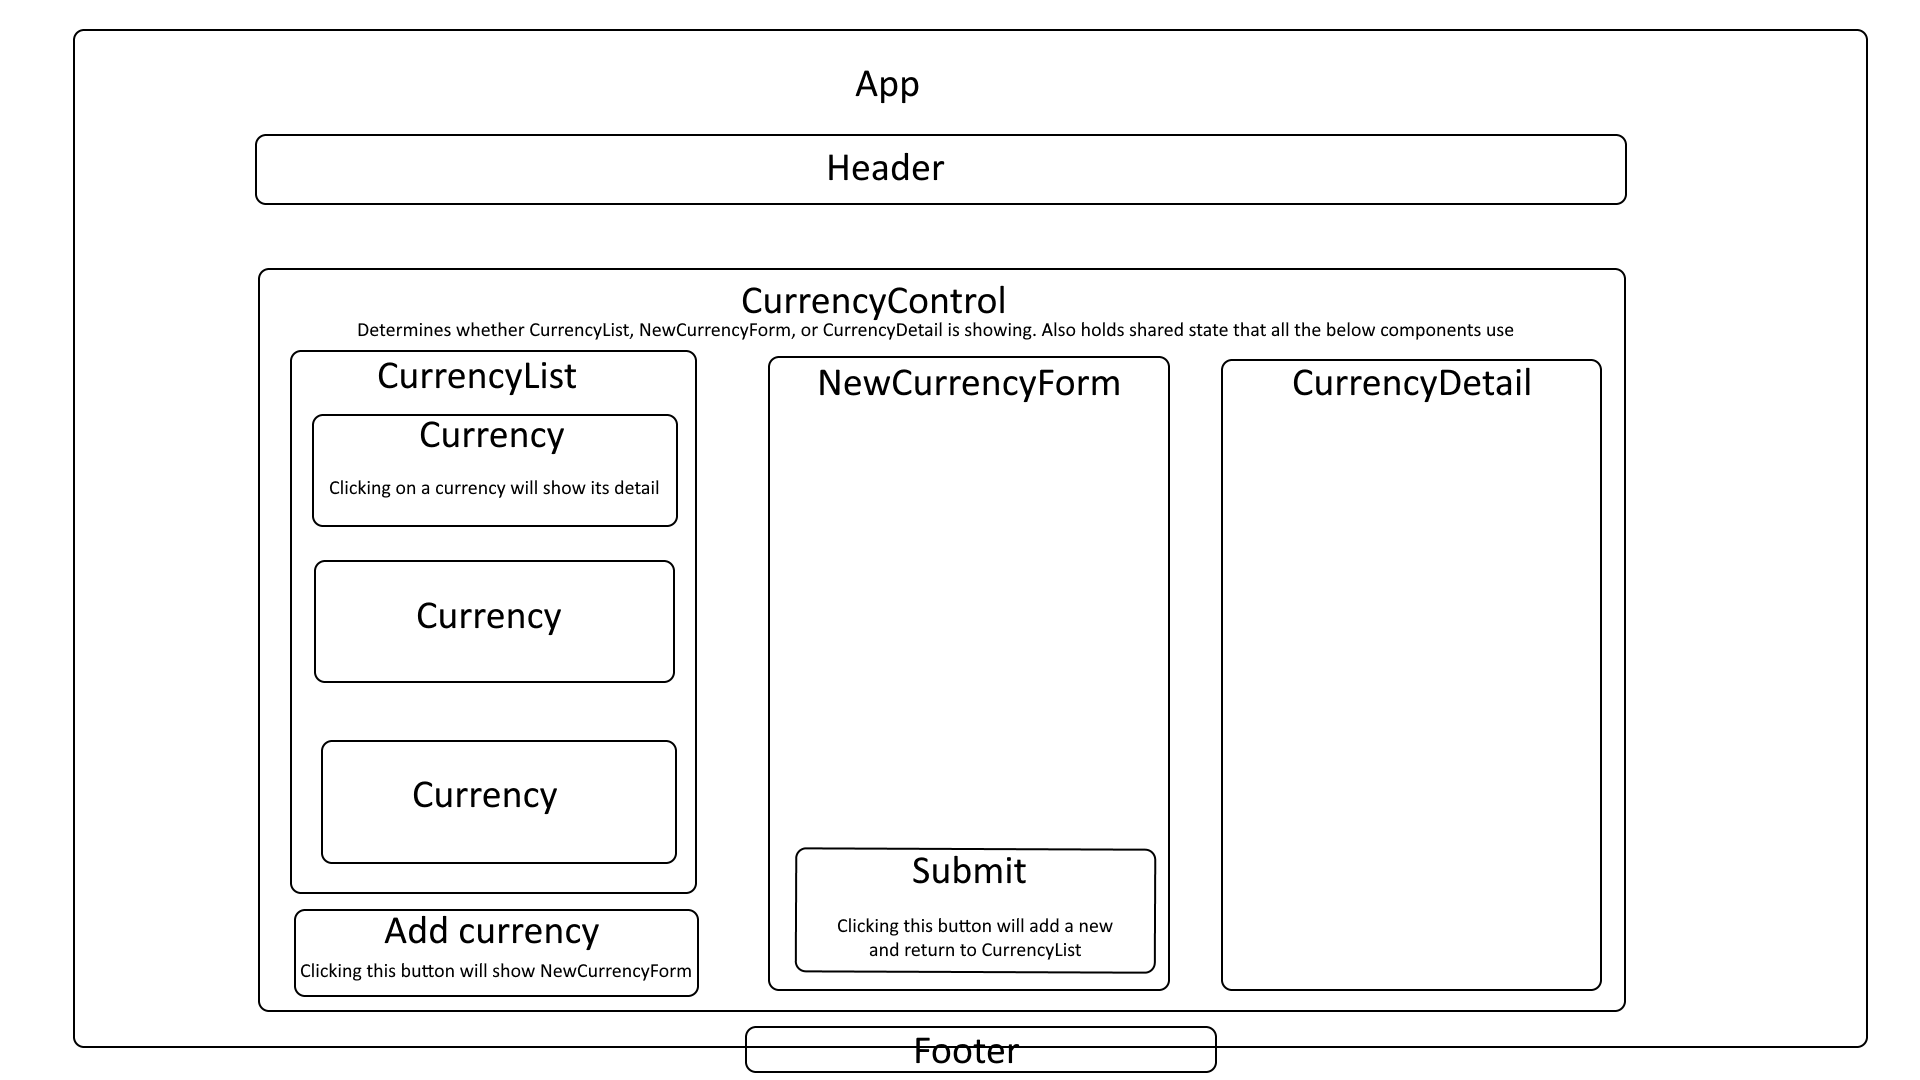 App
Header
CurrencyControl
Determines whether CurrencyList, NewCurrencyForm, or CurrencyDetail is showing. Also holds shared state that all the below components use
CurrencyList
Currency
Clicking on a currency will show its detail
Currency
Currency
Add currency
Clicking this button will show NewCurrencyForm
NewCurrencyForm
Submit
Clicking this button will add a new
and return to CurrencyList
CurrencyDetail
Footer